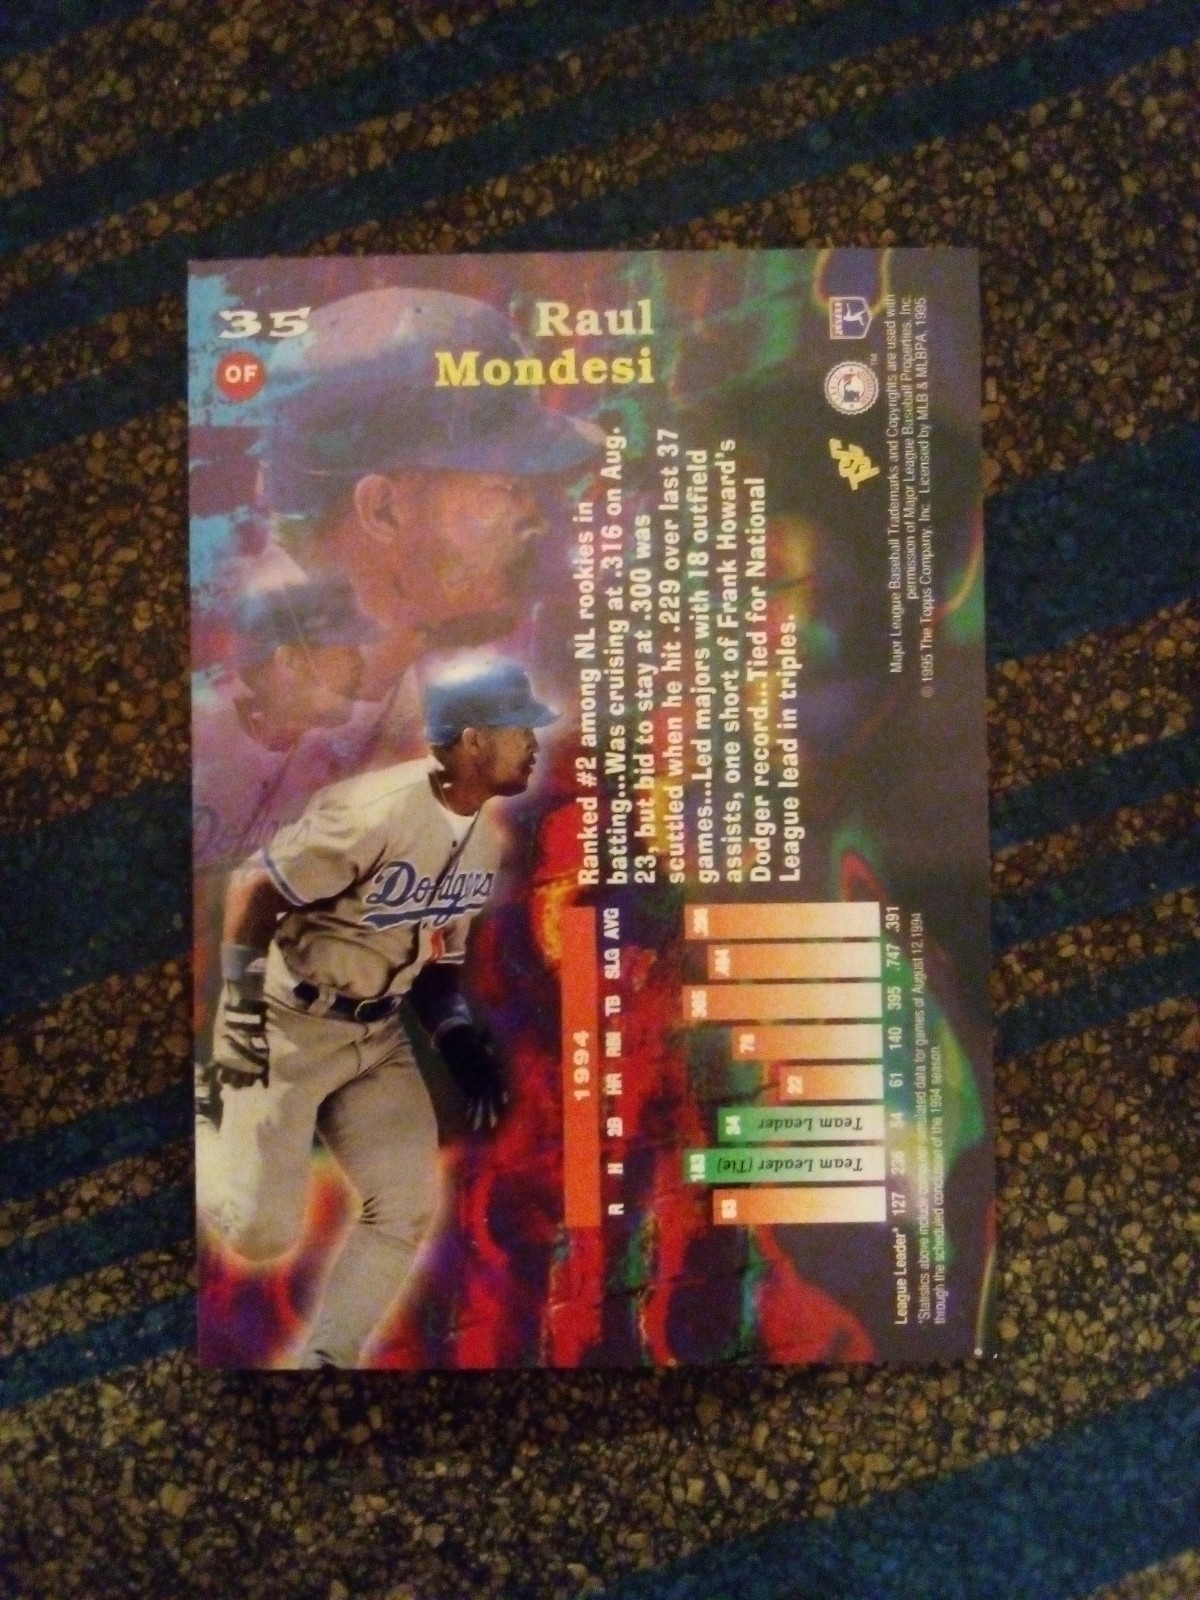 35
OF
Raul
Mondesi
Ranked #2 among NL rookies in
batting...Was cruising at .316 on Aug.
23, but bid to stay at .300 was
scuttled when he hit .229 over last 37
games...Led majors with 18 outfield
assists, one short of Frank Howard's
Dodger record...Tied for National
League lead in triples.
Dodgers
1994
R H 2B HR RBI TB SLG AVG
63 22 78 305
Team Leader (Tie)
Team Leader
League Leader* 127 54 61 140 395 .747 .391
*Statistics above include computer simulated data for games of August 12, 1994
through the scheduled conclusion of the 1994 season.
TSC
TM
Major League Baseball Trademarks and Copyrights are used with
permission of Major League Baseball Properties, Inc.
© 1995 The Topps Company, Inc. Licensed by MLB & MLBPA, 1995